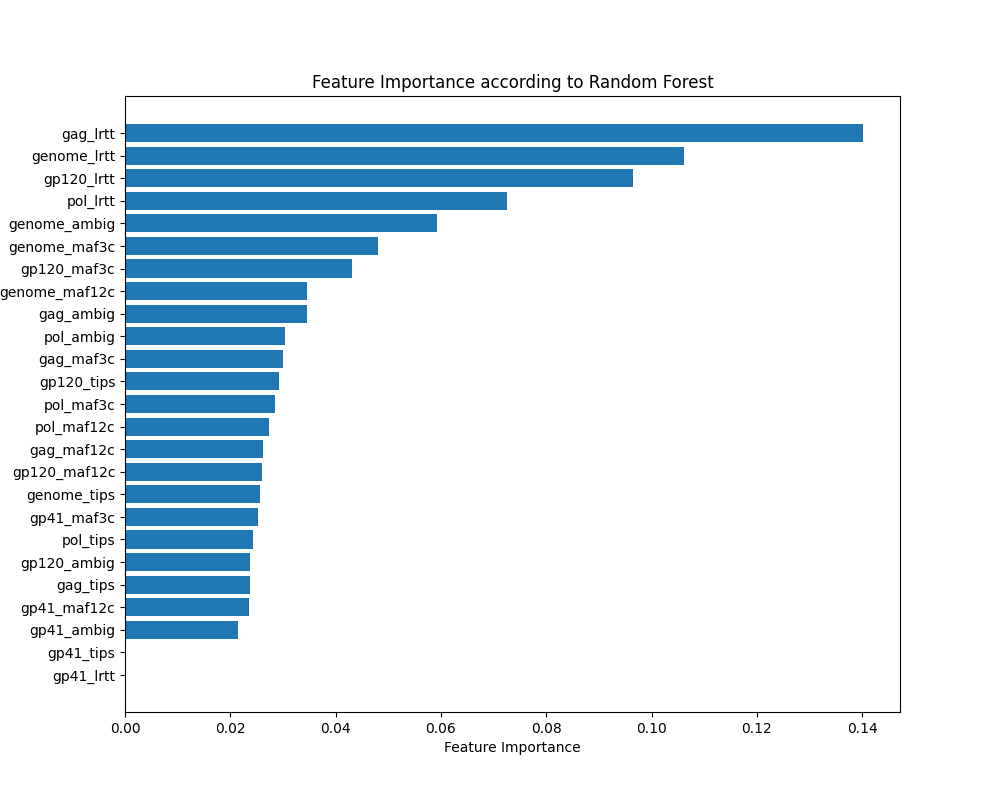 Feature Importance according to Random Forest
gag_lrtt
genome_lrtt
gp120_lrtt
pol_lrtt
genome_ambig
genome_maf3c
gp120_maf3c
genome_maf12c
gag_ambig
pol_ambig
gag_maf3c
gp120_tips
pol_maf3c
pol_maf12c
gag_maf12c
gp120_maf12c
genome_tips
gp41_maf3c
pol_tips
gp120_ambig
gag_tips
gp41_maf12c
gp41_ambig
gp41_tips
gp41_lrtt
0.00 0.02 0.04 0.06 0.08 0.10 0.12 0.14
Feature Importance